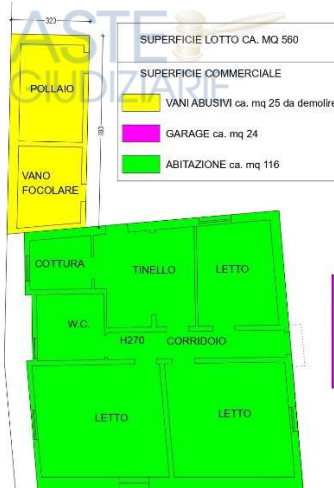 ASTE
GIUDIZIARIE
320
SUPERFICIE LOTTO CA. MQ 560
SUPERFICIE COMMERCIALE
VANI ABUSIVI ca. mq 25 da demolire
GARAGE ca. mq 24
ABITAZIONE ca. mq 116
POLLAIO
VANO
FOCOLARE
COTTURA
TINELLO
LETTO
W.C.
H270
CORRIDOIO
LETTO
LETTO